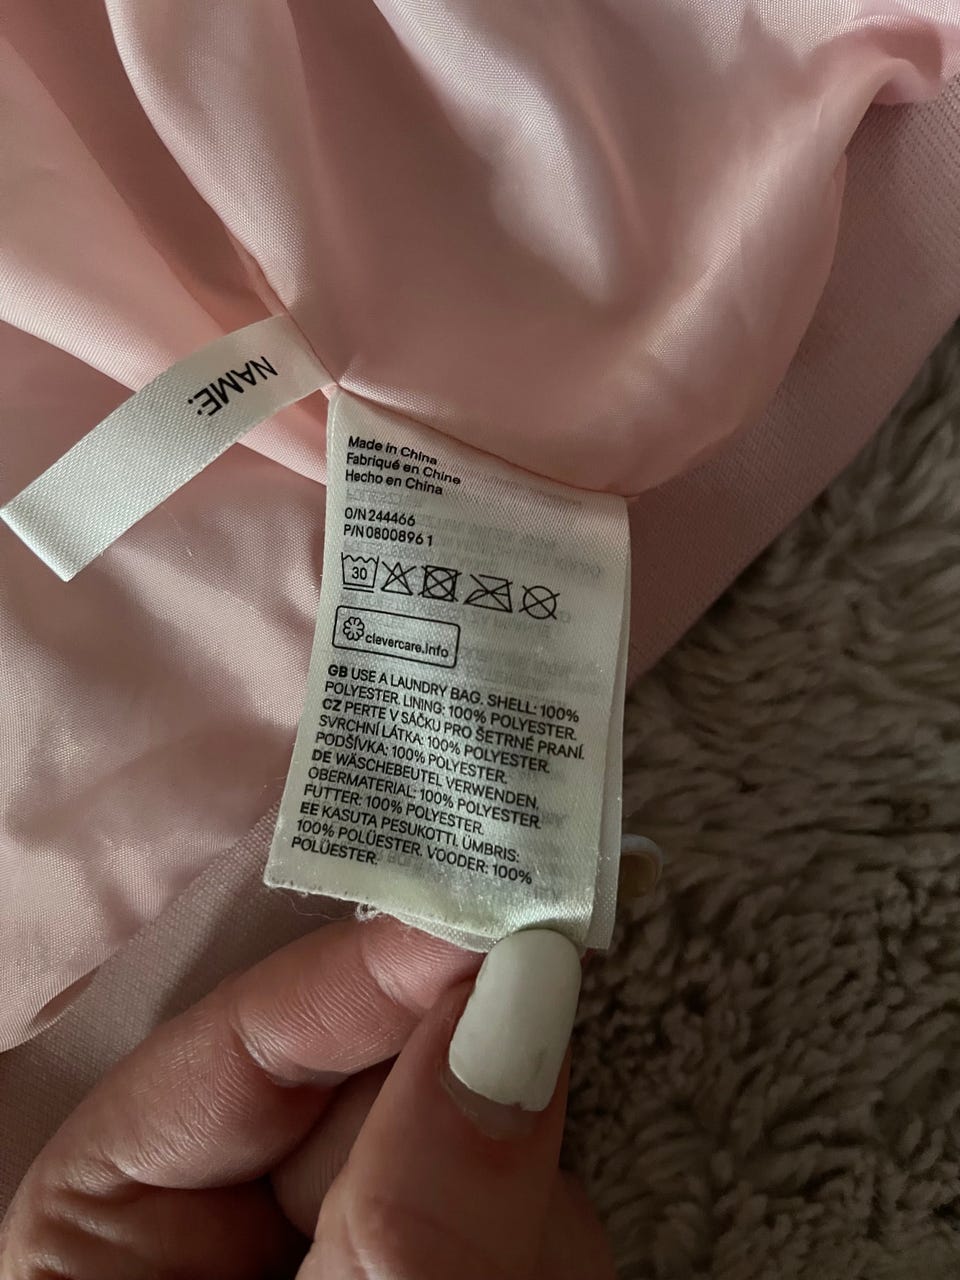 NAME:
Made in China
Fabriqué en Chine
Hecho en China
O/N 244466
P/N 08008961
30
clevercare.info
GB USE A LAUNDRY BAG. SHELL: 100%
POLYESTER. LINING: 100% POLYESTER.
CZ PERTE V SÁČKU PRO ŠETRNÉ PRANÍ.
SVRCHNÍ LÁTKA: 100% POLYESTER.
PODŠÍVKA: 100% POLYESTER.
DE WÄSCHEBEUTEL VERWENDEN.
OBERMATERIAL: 100% POLYESTER.
FUTTER: 100% POLYESTER.
EE KASUTA PESUKOTTI. ÜMBRIS:
100% POLÜESTER. VOODER: 100%
POLÜESTER.